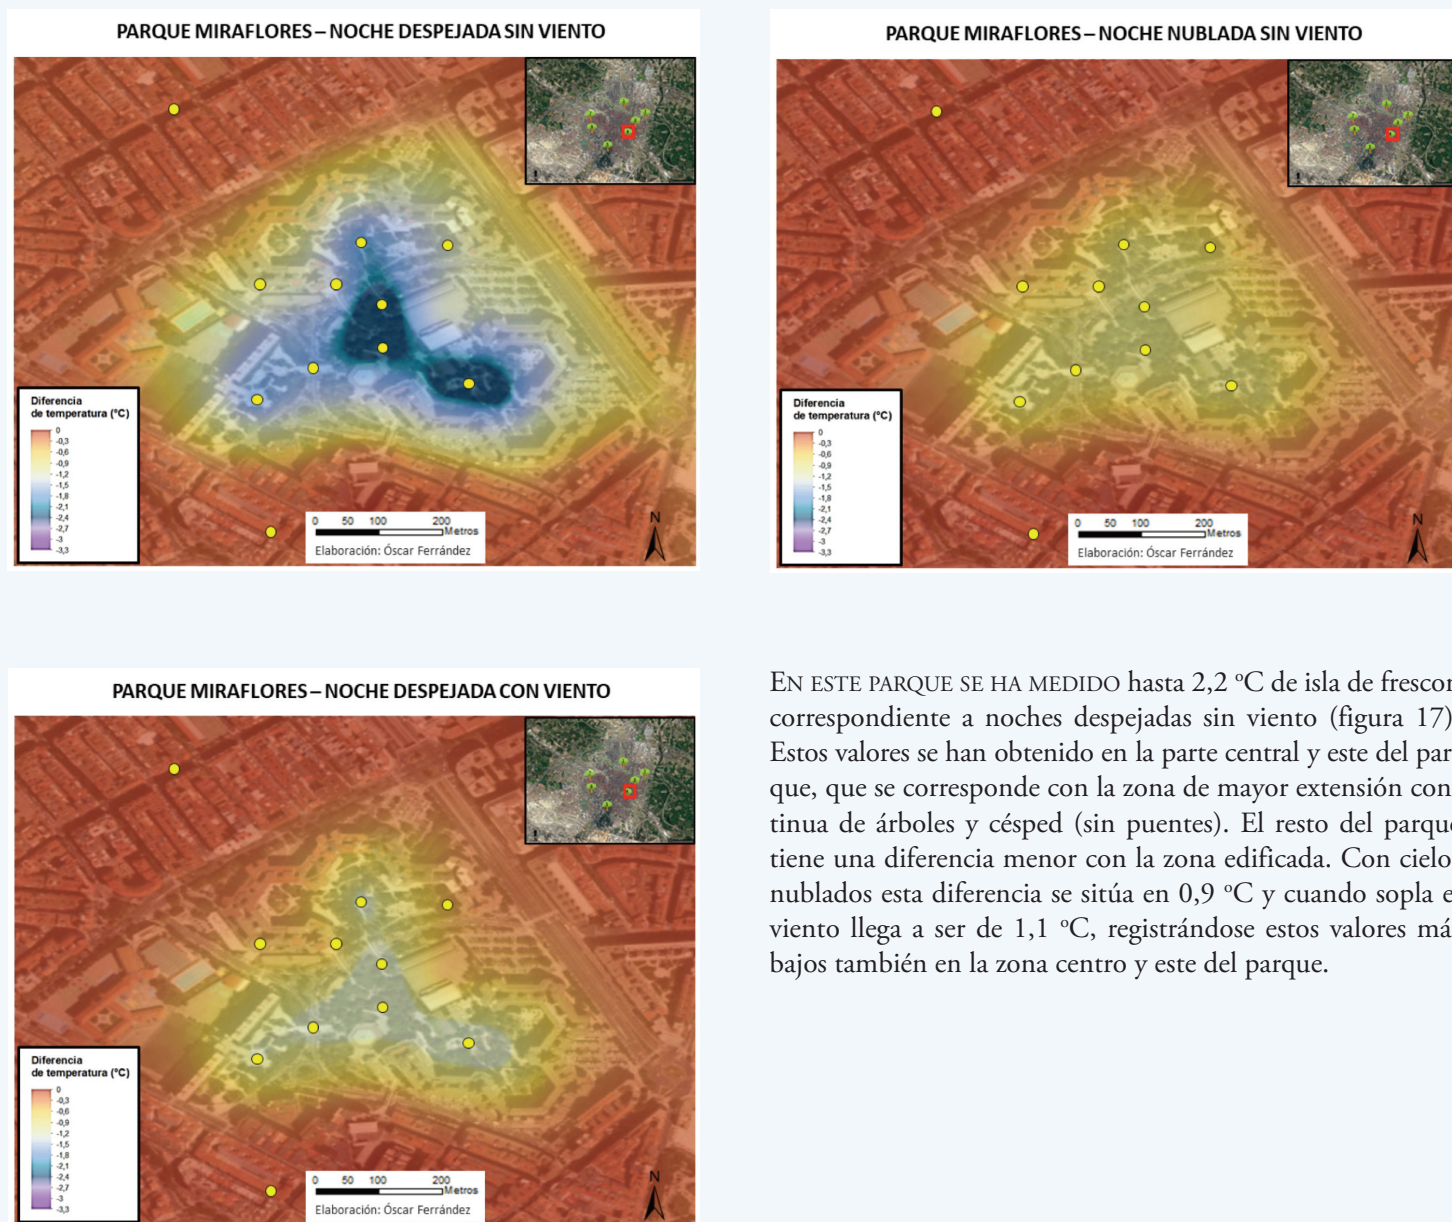 PARQUE MIRAFLORES – NOCHE DESPEJADA SIN VIENTO
Diferencia
de temperatura (°C)
0
-0,3
-0,6
-0,9
-1,2
-1,5
-1,8
-2,1
-2,4
-2,7
-3
-3,3
0 50 100 200
Metros
Elaboración: Óscar Ferrández
N
PARQUE MIRAFLORES – NOCHE NUBLADA SIN VIENTO
Diferencia
de temperatura (°C)
0
-0,3
-0,6
-0,9
-1,2
-1,5
-1,8
-2,1
-2,4
-2,7
-3
-3,3
0 50 100 200
Metros
Elaboración: Óscar Ferrández
N
PARQUE MIRAFLORES – NOCHE DESPEJADA CON VIENTO
Diferencia
de temperatura (°C)
0
-0,3
-0,6
-0,9
-1,2
-1,5
-1,8
-2,1
-2,4
-2,7
-3
-3,3
0 50 100 200
Metros
Elaboración: Óscar Ferrández
N
EN ESTE PARQUE SE HA MEDIDO hasta 2,2 ºC de isla de frescor
correspondiente a noches despejadas sin viento (figura 17)
Estos valores se han obtenido en la parte central y este del par
que, que se corresponde con la zona de mayor extensión con
tinua de árboles y césped (sin puentes). El resto del parque
tiene una diferencia menor con la zona edificada. Con cielo
nublados esta diferencia se sitúa en 0,9 ºC y cuando sopla e
viento llega a ser de 1,1 ºC, registrándose estos valores má
bajos también en la zona centro y este del parque.